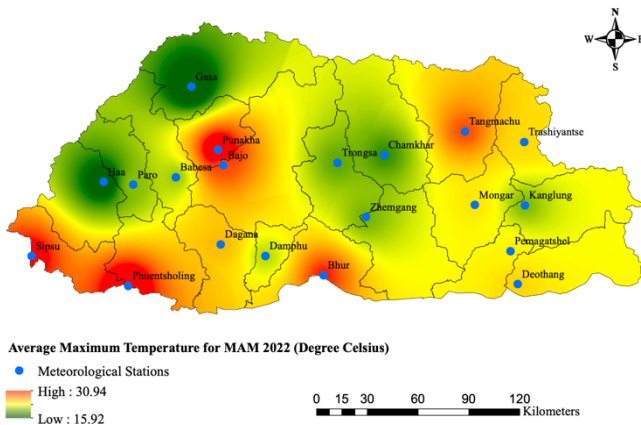 N
W E
S
Gasa
Punakha
Bajo
Tangmachu
Trashiyantse
Haa
Paro
Babesa
Trongsa
Chamkhar
Zhemgang
Mongar
Kanglung
Sipsu
Phuentsholing
Dagana
Damphu
Bhur
Pemagatshel
Deothang
Average Maximum Temperature for MAM 2022 (Degree Celsius)
Meteorological Stations
High : 30.94
Low : 15.92
0 15 30 60 90 120
Kilometers